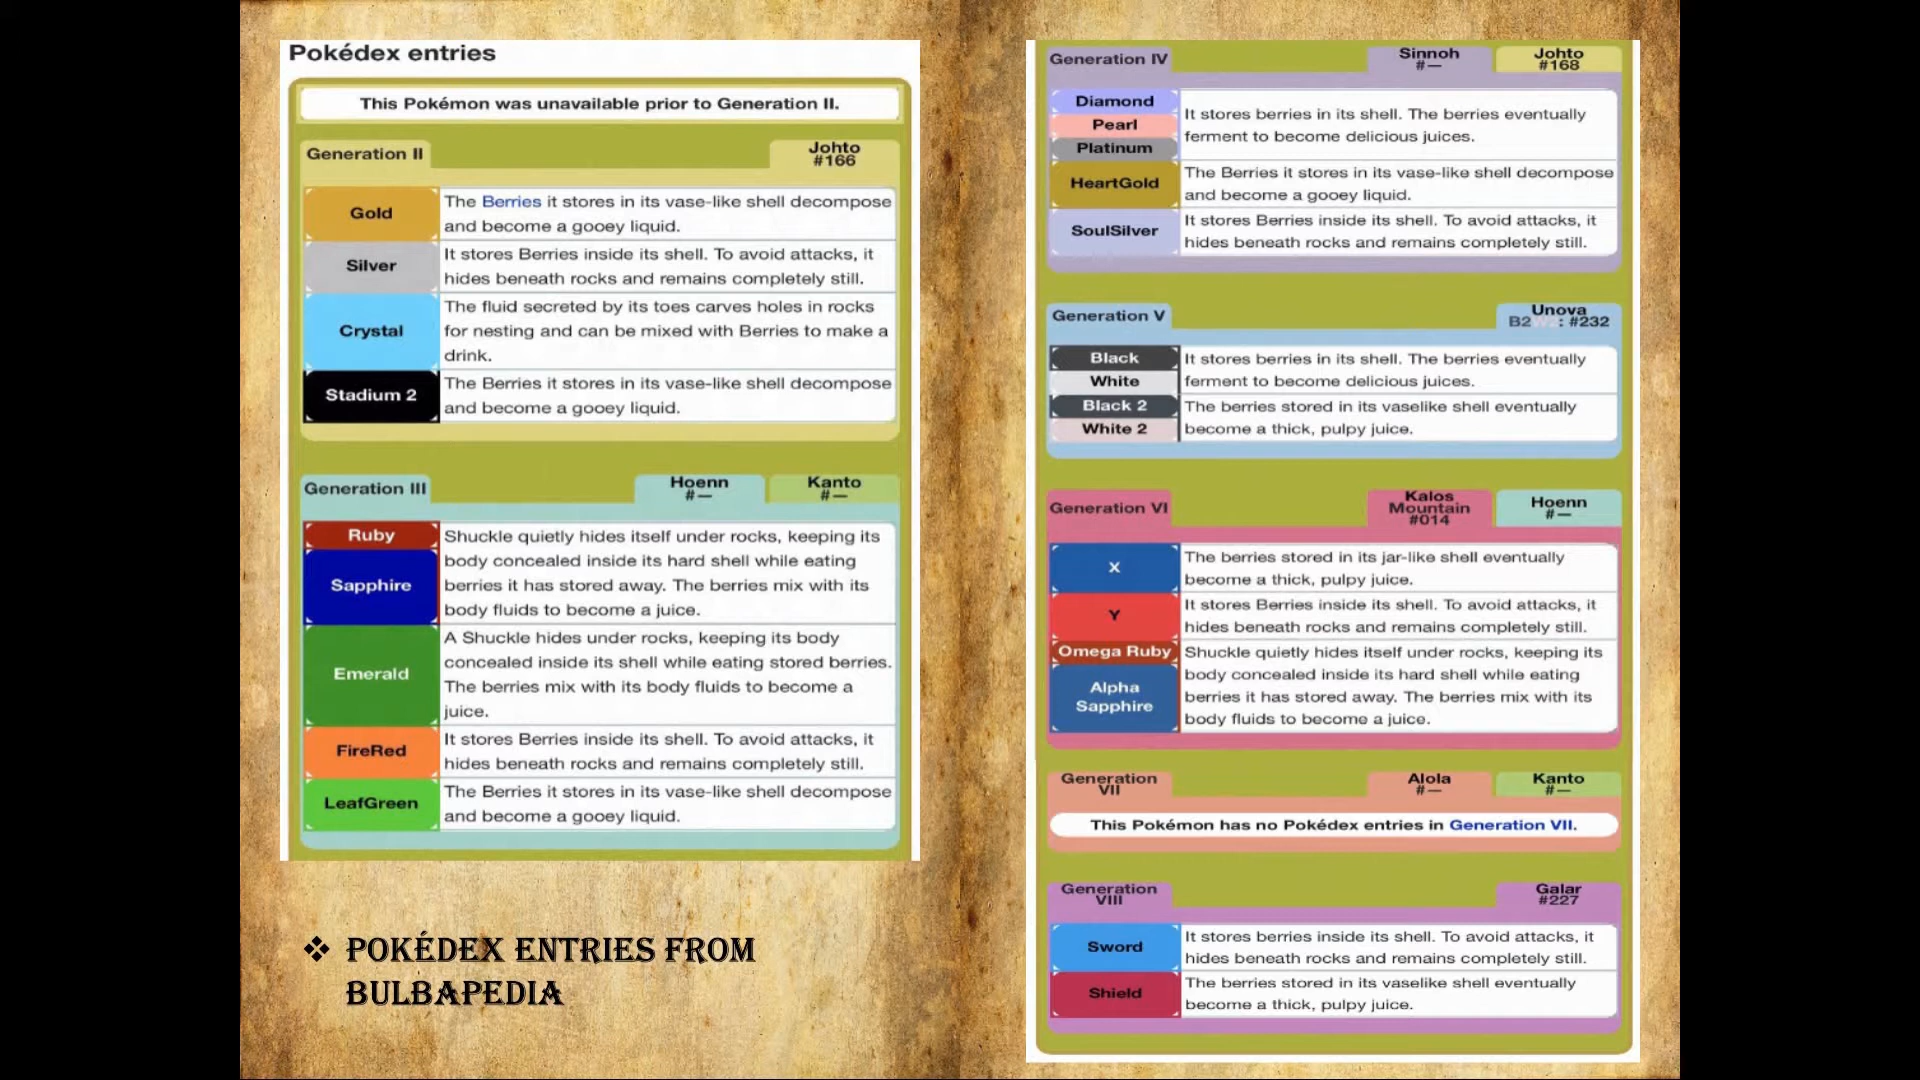 Pokédex entries
This Pokémon was unavailable prior to Generation II.
Generation II
Johto
#166
Gold
The Berries it stores in its vase-like shell decompose
and become a gooey liquid.
Silver
It stores Berries inside its shell. To avoid attacks, it
hides beneath rocks and remains completely still.
Crystal
The fluid secreted by its toes carves holes in rocks
for nesting and can be mixed with Berries to make a
drink.
Stadium 2
The Berries it stores in its vase-like shell decompose
and become a gooey liquid.
Generation III
Hoenn
#—
Kanto
#—
Ruby
Sapphire
Shuckle quietly hides itself under rocks, keeping its
body concealed inside its hard shell while eating
berries it has stored away. The berries mix with its
body fluids to become a juice.
Emerald
A Shuckle hides under rocks, keeping its body
concealed inside its shell while eating stored berries.
The berries mix with its body fluids to become a
juice.
FireRed
It stores Berries inside its shell. To avoid attacks, it
hides beneath rocks and remains completely still.
LeafGreen
The Berries it stores in its vase-like shell decompose
and become a gooey liquid.
❖ POKÉDEX ENTRIES FROM
BULBAPEDIA
Generation IV
Sinnoh
#—
Johto
#168
Diamond
Pearl
Platinum
It stores berries in its shell. The berries eventually
ferment to become delicious juices.
HeartGold
The Berries it stores in its vase-like shell decompose
and become a gooey liquid.
SoulSilver
It stores Berries inside its shell. To avoid attacks, it
hides beneath rocks and remains completely still.
Generation V
Unova
B2W2: #232
Black
White
It stores berries in its shell. The berries eventually
ferment to become delicious juices.
Black 2
White 2
The berries stored in its vaselike shell eventually
become a thick, pulpy juice.
Generation VI
Kalos
Mountain
#014
Hoenn
#—
X
The berries stored in its jar-like shell eventually
become a thick, pulpy juice.
Y
It stores Berries inside its shell. To avoid attacks, it
hides beneath rocks and remains completely still.
Omega Ruby
Alpha
Sapphire
Shuckle quietly hides itself under rocks, keeping its
body concealed inside its hard shell while eating
berries it has stored away. The berries mix with its
body fluids to become a juice.
Generation
VII
Alola
#—
Kanto
#—
This Pokémon has no Pokédex entries in Generation VII.
Generation
VIII
Galar
#227
Sword
It stores berries inside its shell. To avoid attacks, it
hides beneath rocks and remains completely still.
Shield
The berries stored in its vaselike shell eventually
become a thick, pulpy juice.